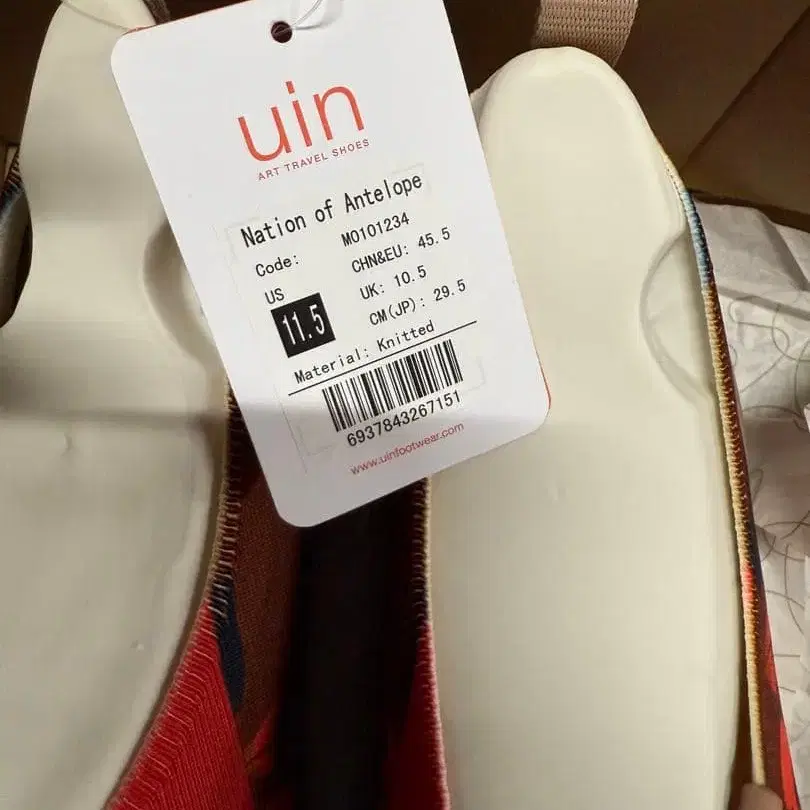 uin
ART TRAVEL SHOES
Nation of Antelope
Code: MO101234
US CHN&EU: 45.5
11.5 UK: 10.5
CM(JP): 29.5
Material: Knitted
6937843267151
www.uinfootwear.com